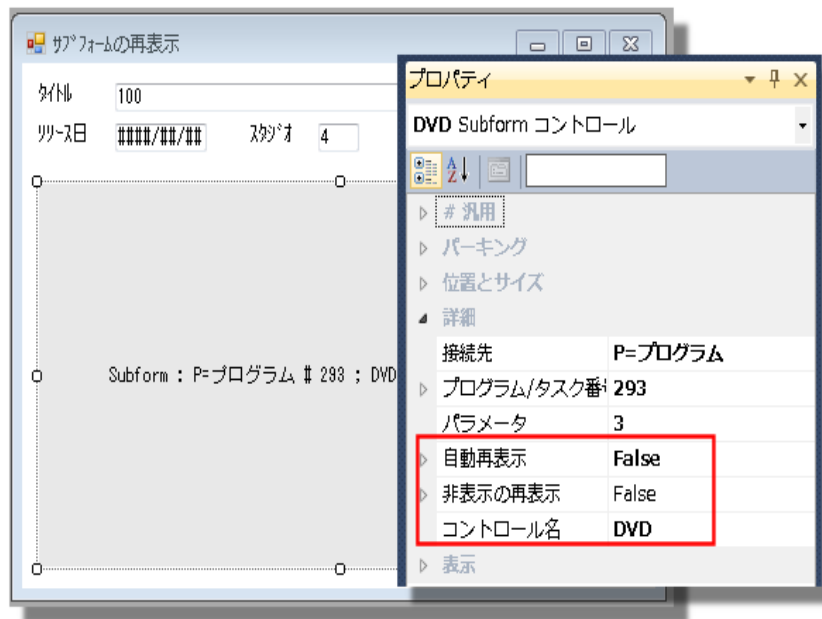 ｻﾌﾞﾌｫｰﾑの再表示
ﾀｲﾄﾙ 100
ﾘﾘｰｽ日 ####/##/## ｽﾀｼﾞｵ 4
Subform : P=プログラム # 293 ; DVD
プロパティ
DVD Subform コントロール
# 汎用
パーキング
位置とサイズ
詳細
接続先 P=プログラム
プログラム/タスク番 293
パラメータ 3
自動再表示 False
非表示の再表示 False
コントロール名 DVD
表示